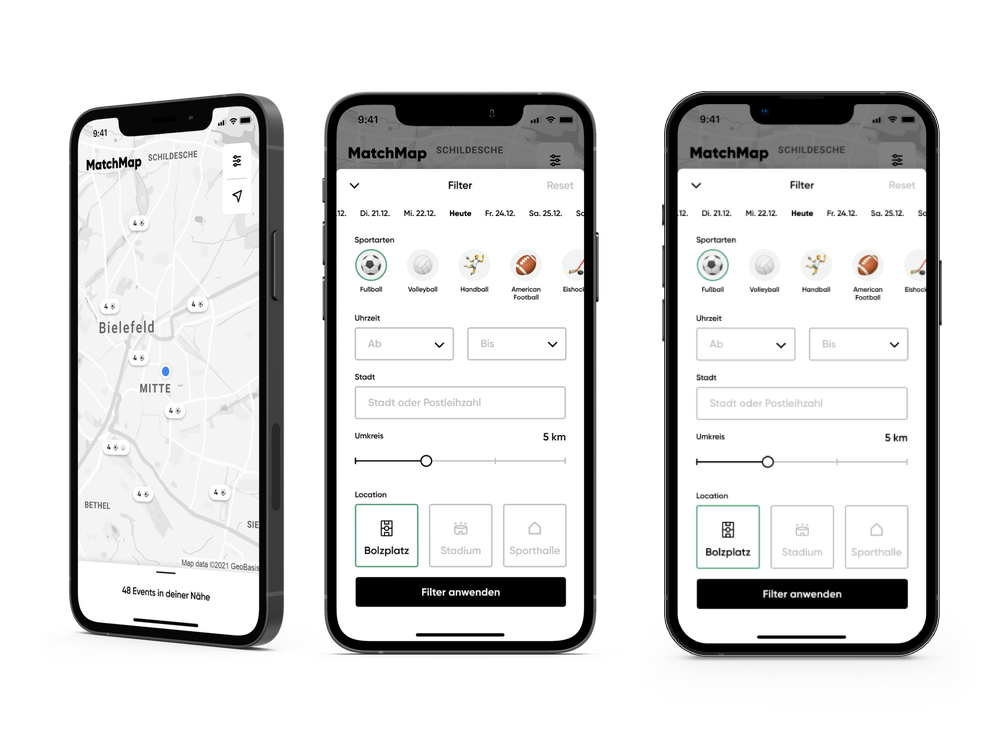 9:41
MatchMap
SCHILDESCHE
4
4
4
Bielefeld
4
MITTE
4
4
4
4
BETHEL
SIE
Map data ©2021 GeoBasis
48 Events in deiner Nähe
9:41
MatchMap SCHILDESCHE
Filter Reset
12. Di. 21.12. Mi. 22.12. Heute Fr. 24.12. Sa. 25.12. So
Sportarten
Fußball Volleyball Handball American Football Eishock
Uhrzeit
Ab Bis
Stadt
Stadt oder Postleihzahl
Umkreis 5 km
Location
Bolzplatz Stadium Sporthalle
Filter anwenden
9:41
MatchMap SCHILDESCHE
Filter Reset
12. Di. 21.12. Mi. 22.12. Heute Fr. 24.12. Sa. 25.12. So
Sportarten
Fußball Volleyball Handball American Football Eishock
Uhrzeit
Ab Bis
Stadt
Stadt oder Postleihzahl
Umkreis 5 km
Location
Bolzplatz Stadium Sporthalle
Filter anwenden